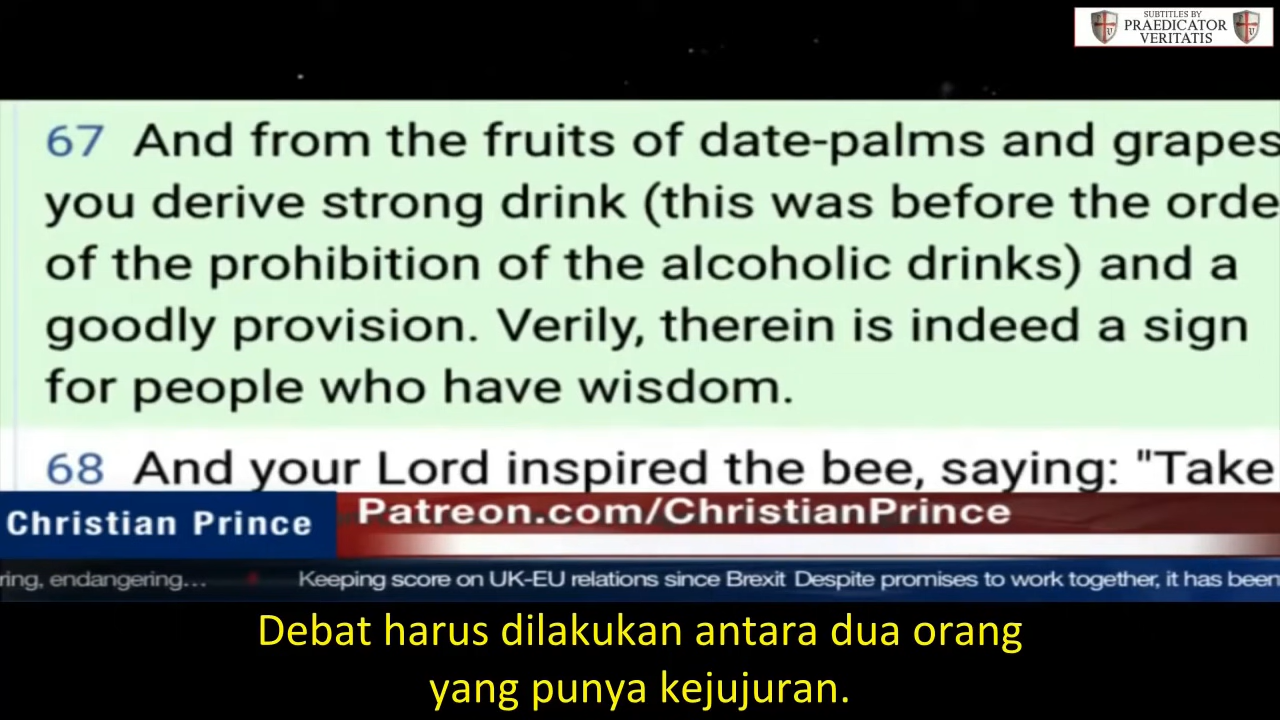 SUBTITLES BY
PRAEDICATOR
VERITATIS
67 And from the fruits of date-palms and grapes
you derive strong drink (this was before the orde
of the prohibition of the alcoholic drinks) and a
goodly provision. Verily, therein is indeed a sign
for people who have wisdom.
68 And your Lord inspired the bee, saying: "Take
Christian Prince
Patreon.com/ChristianPrince
ring, endangering... Keeping score on UK-EU relations since Brexit Despite promises to work together, it has been
Debat harus dilakukan antara dua orang
yang punya kejujuran.